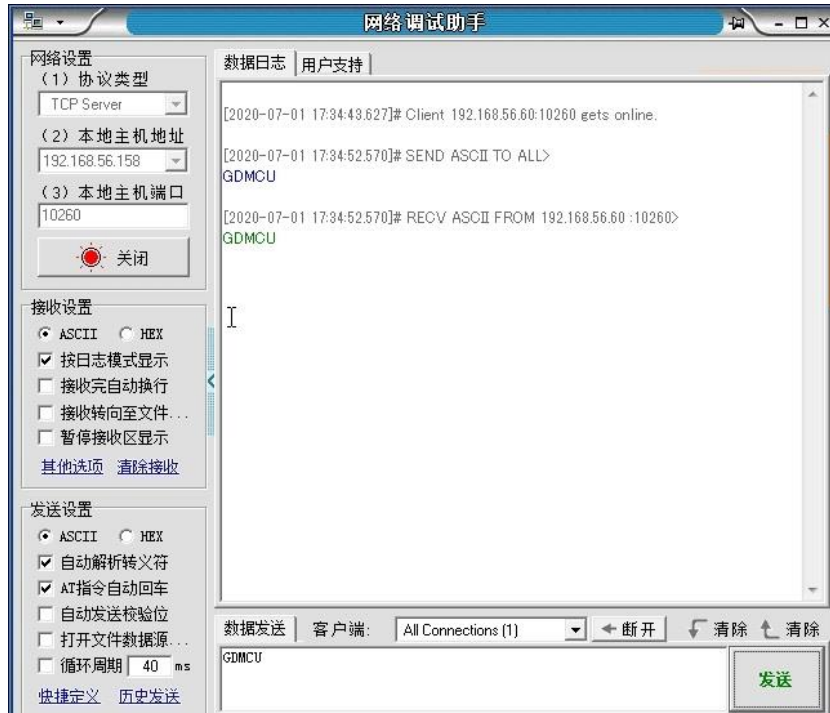 网络调试助手
网络设置
(1) 协议类型
TCP Server
(2) 本地主机地址
192.168.56.158
(3) 本地主机端口
10260
关闭
接收设置
ASCII HEX
按日志模式显示
接收完自动换行
接收转向至文件...
暂停接收区显示
其他选项 清除接收
发送设置
ASCII HEX
自动解析转义符
AT指令自动回车
自动发送校验位
打开文件数据源...
循环周期 40 ms
快捷定义 历史发送
数据日志 用户支持
[2020-07-01 17:34:43.627]# Client 192.168.56.60:10260 gets online.
[2020-07-01 17:34:52.570]# SEND ASCII TO ALL>
GDMCU
[2020-07-01 17:34:52.570]# RECV ASCII FROM 192.168.56.60 :10260>
GDMCU
数据发送 客户端: All Connections (1) 断开 清除 清除
GDMCU
发送